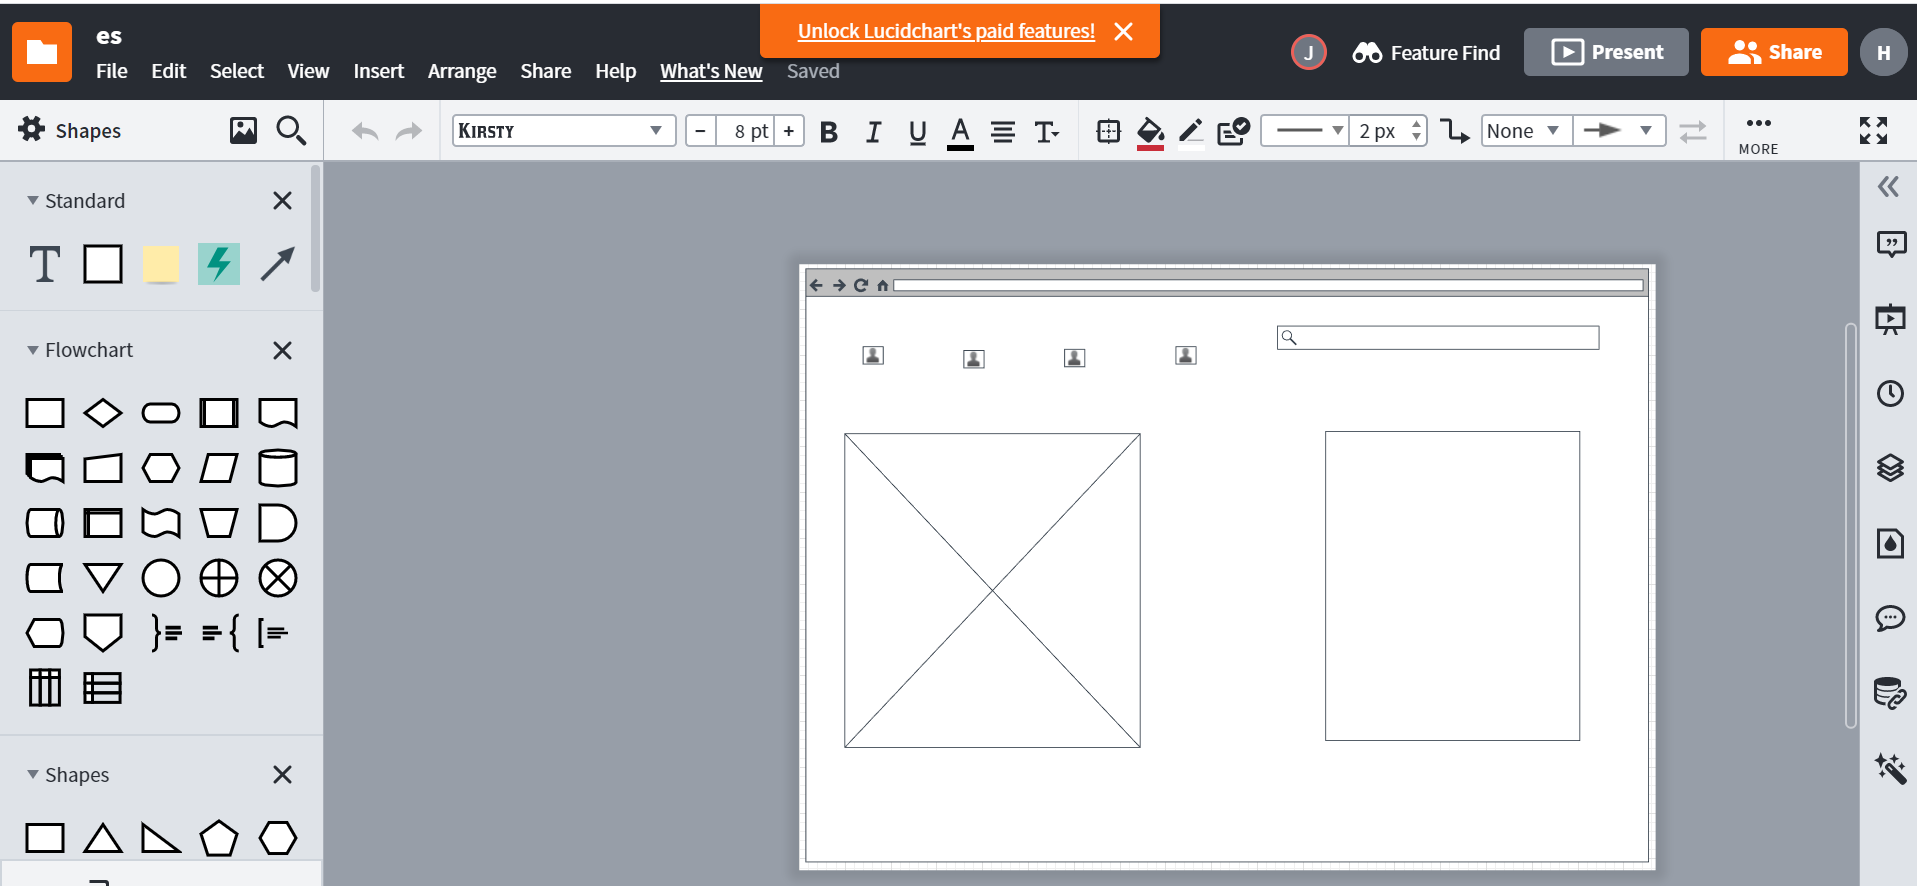 es
Unlock Lucidchart's paid features!
File Edit Select View Insert Arrange Share Help What's New Saved
J Feature Find Present Share H
Shapes
Kirsty − 8 pt + B I U A T 2 px None MORE
Standard
T
Flowchart
Shapes